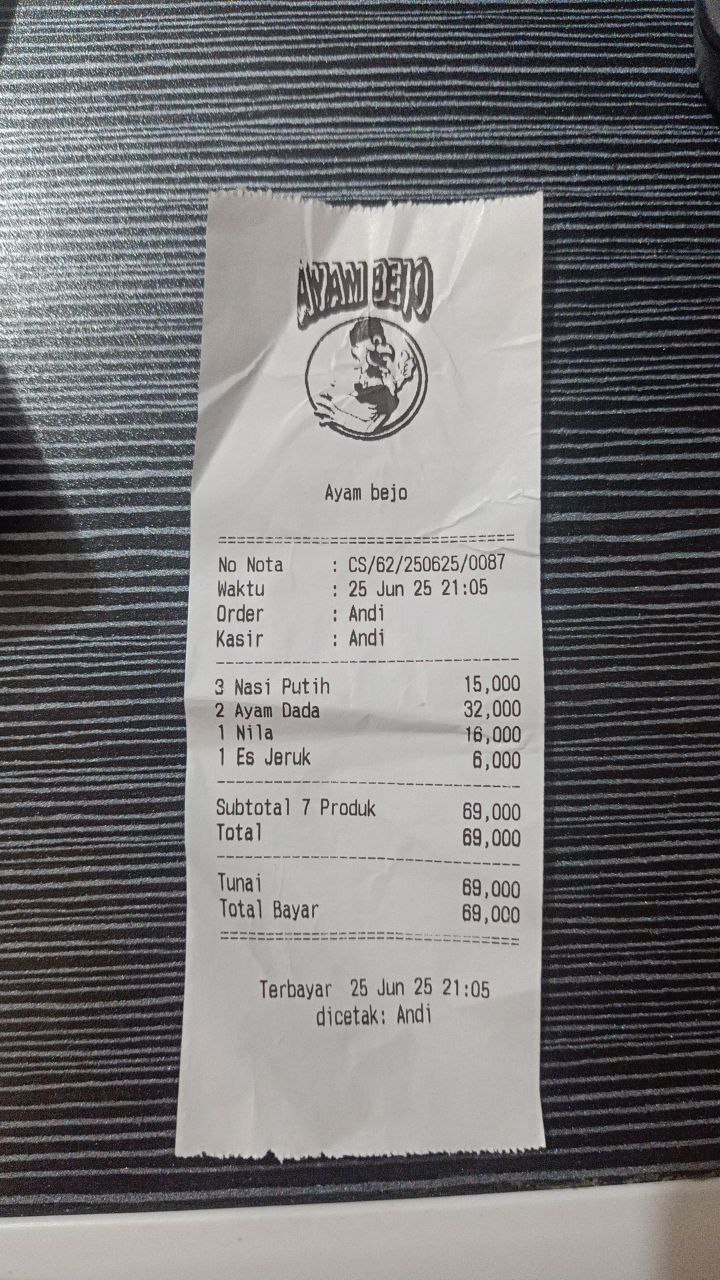 AYAM BEJO
Ayam bejo
========================================
No Nota : CS/62/250625/0087
Waktu : 25 Jun 25 21:05
Order : Andi
Kasir : Andi
----------------------------------------
3 Nasi Putih 15,000
2 Ayam Dada 32,000
1 Nila 16,000
1 Es Jeruk 6,000
----------------------------------------
Subtotal 7 Produk 69,000
Total 69,000
----------------------------------------
Tunai 69,000
Total Bayar 69,000
========================================
Terbayar 25 Jun 25 21:05
dicetak: Andi